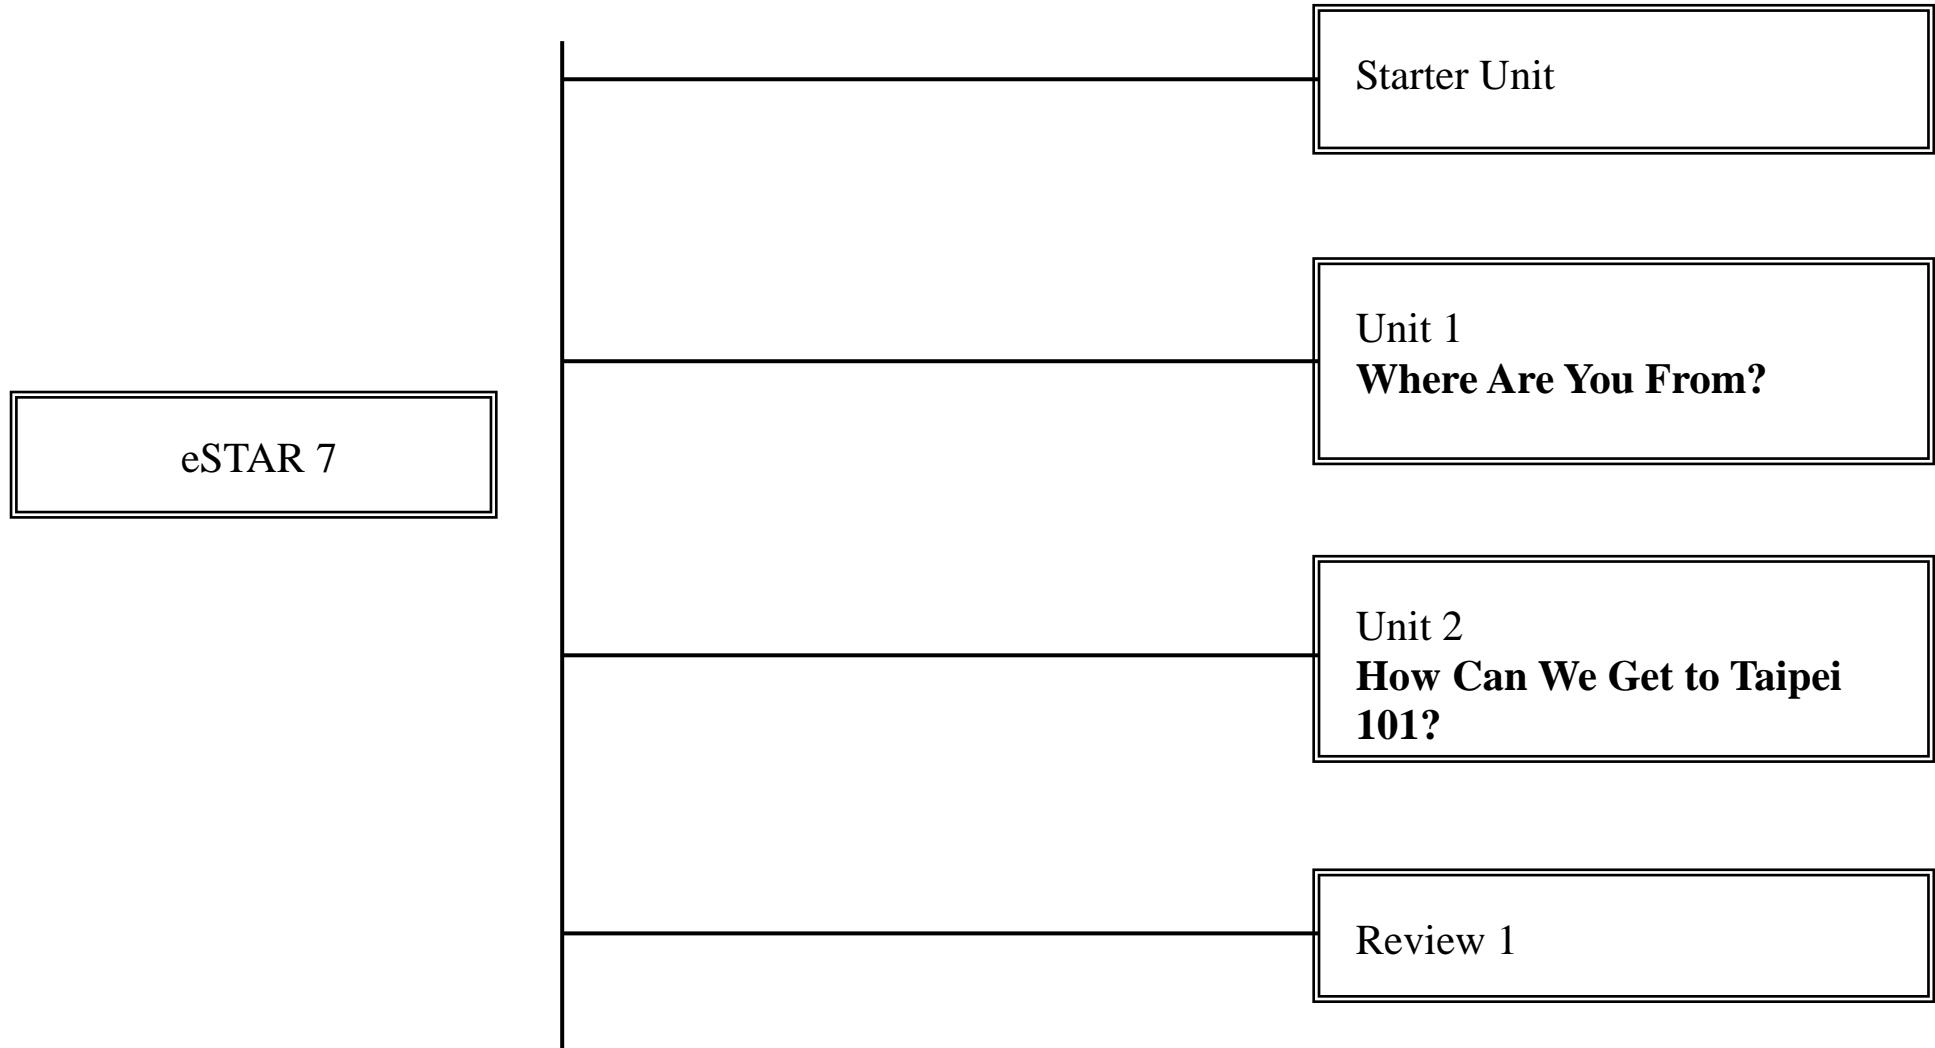 Starter Unit
Unit 1
Where Are You From?
eSTAR 7
Unit 2
How Can We Get to Taipei
101?
Review 1